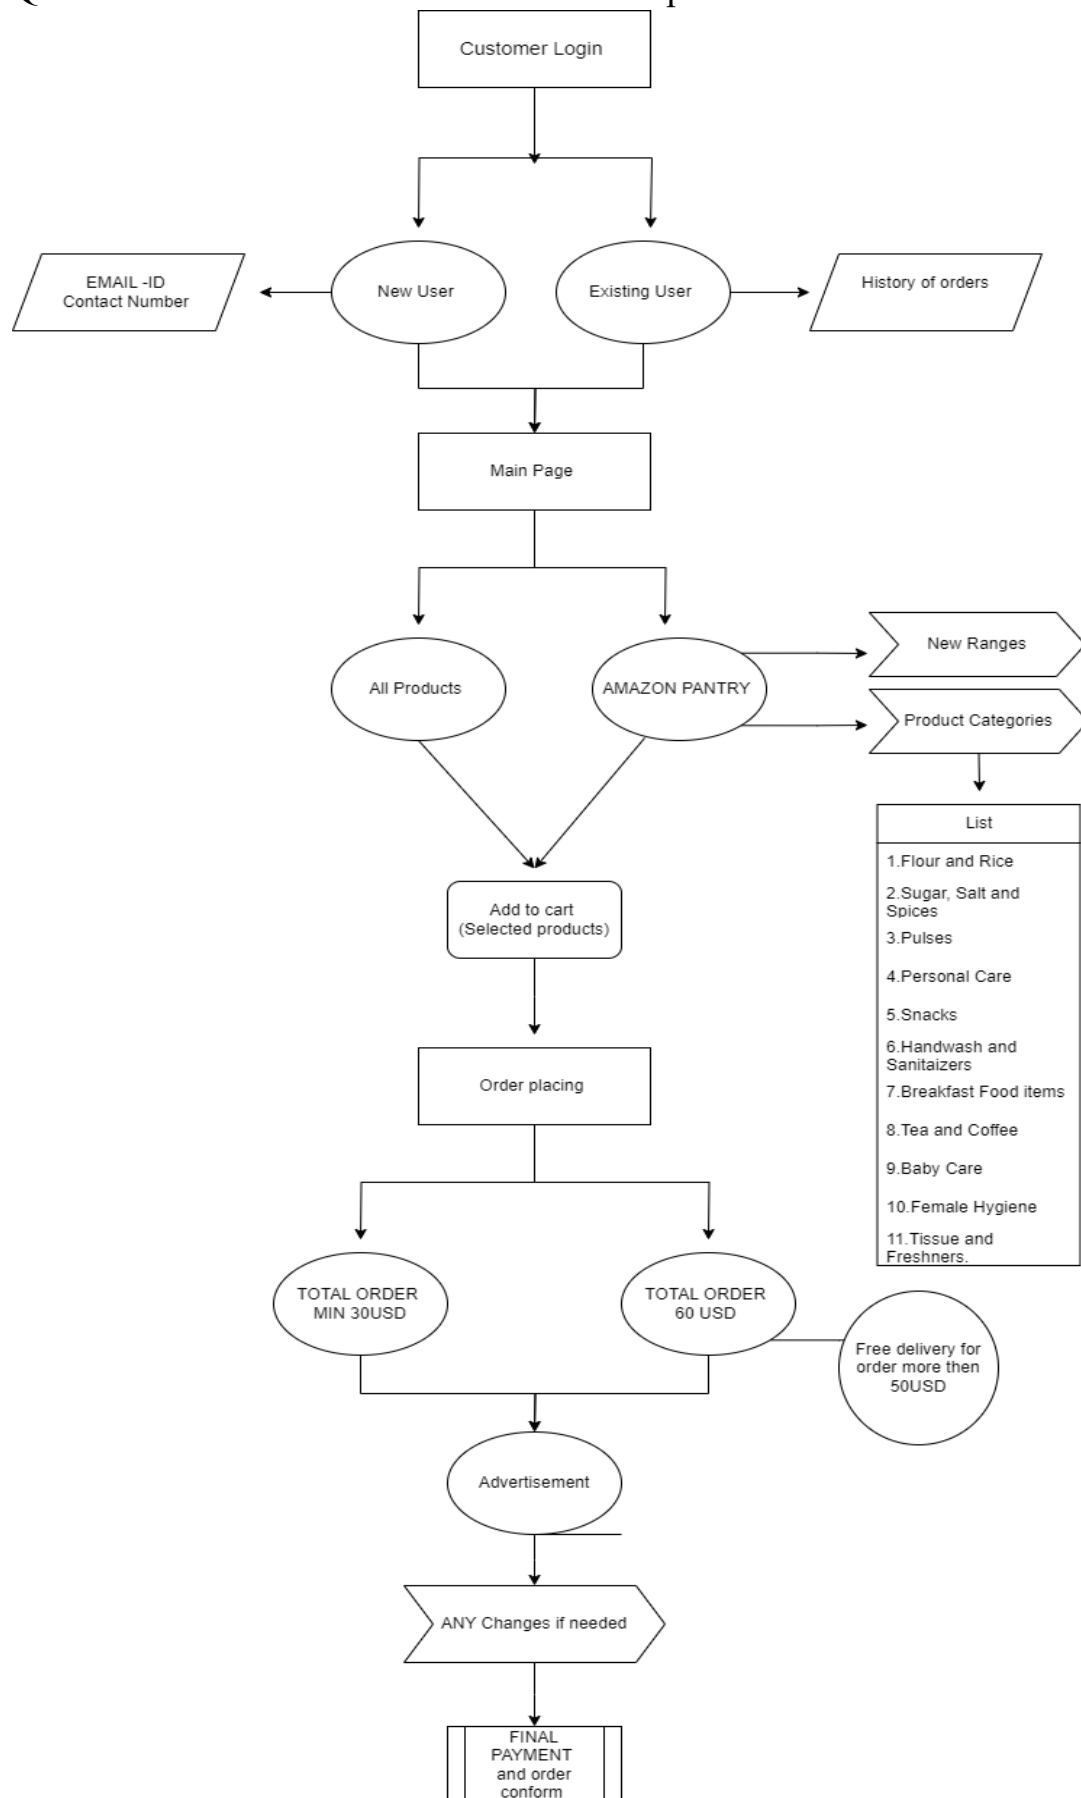 Customer Login
EMAIL -ID
Contact Number
New User
Existing User
History of orders
Main Page
All Products
AMAZON PANTRY
New Ranges
Product Categories
List
1.Flour and Rice
2.Sugar, Salt and
Spices
3.Pulses
4.Personal Care
5.Snacks
6.Handwash and
Sanitaizers
7.Breakfast Food items
8.Tea and Coffee
9.Baby Care
10.Female Hygiene
11.Tissue and
Freshners.
Add to cart
(Selected products)
Order placing
TOTAL ORDER
MIN 30USD
TOTAL ORDER
60 USD
Free delivery for
order more then
50USD
Advertisement
ANY Changes if needed
FINAL
PAYMENT
and order
conform